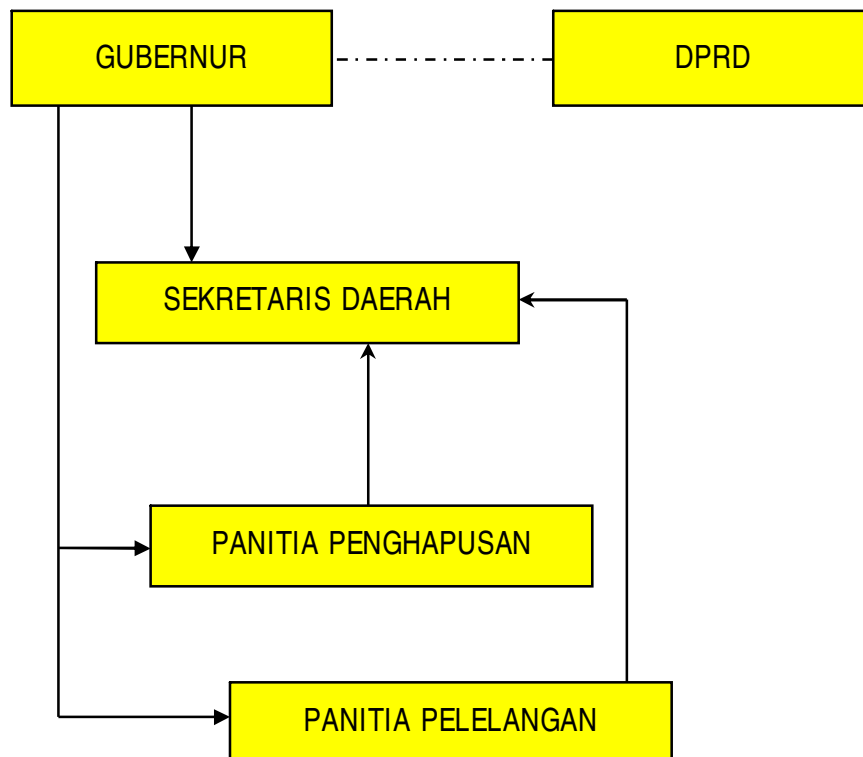 GUBERNUR
DPRD
SEKRETARIS DAERAH
PANITIA PENGHAPUSAN
PANITIA PELELANGAN